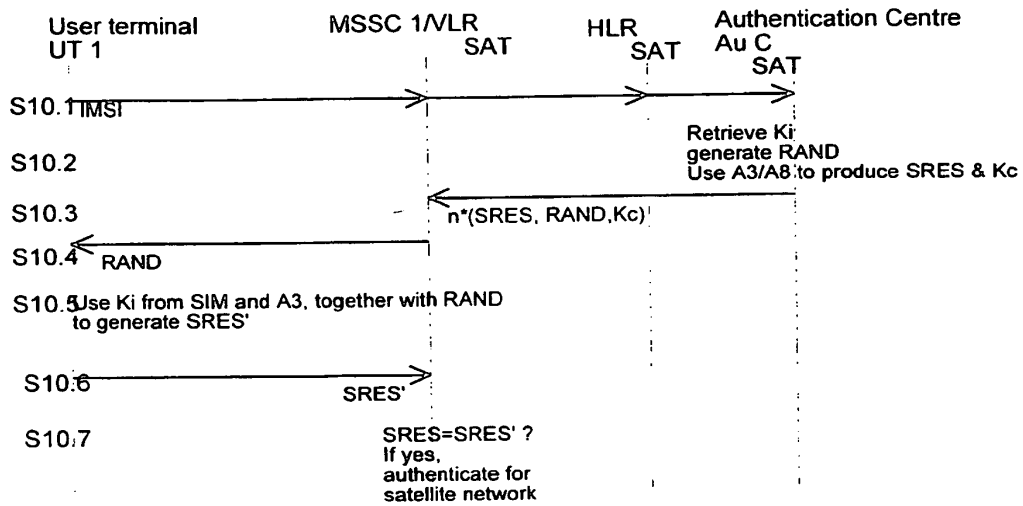 User terminal
UT 1
MSSC 1/VLR
SAT
HLR
SAT
Authentication Centre
Au C
SAT
S10.1 IMSI
Retrieve Ki
generate RAND
Use A3/A8 to produce SRES & Kc
S10.2
S10.3
n*(SRES, RAND,Kc)
S10.4 RAND
S10.5 Use Ki from SIM and A3, together with RAND
to generate SRES'
S10.6
SRES'
S10.7
SRES=SRES' ?
If yes,
authenticate for
satellite network